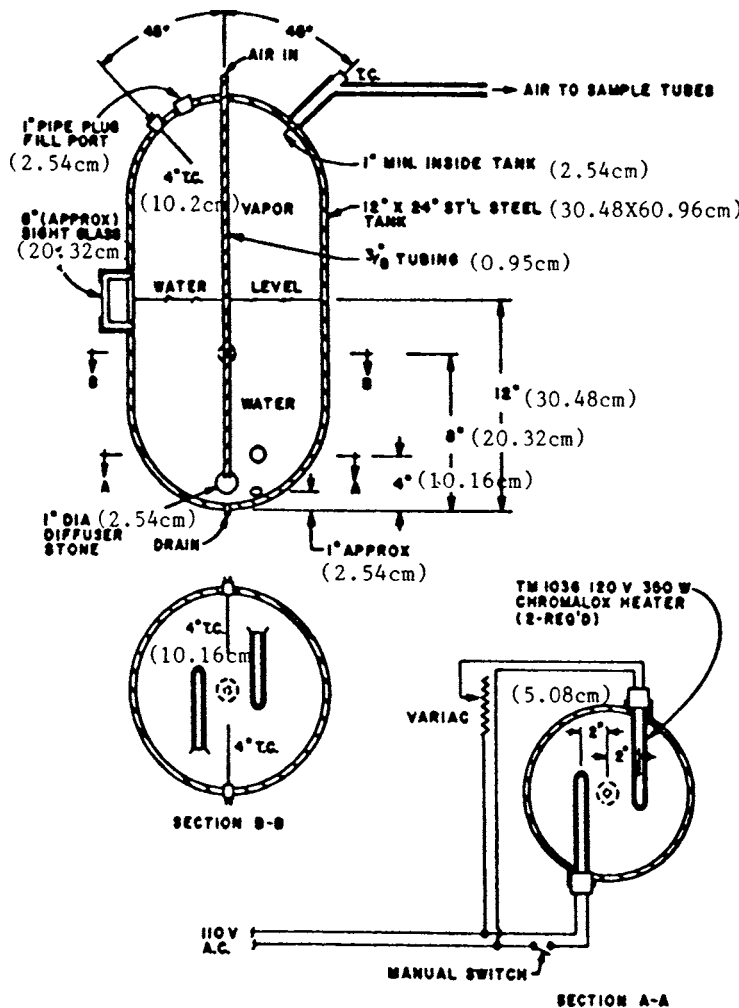 45°
45°
AIR IN
T.C.
AIR TO SAMPLE TUBES
1" PIPE PLUG
FILL PORT
(2.54cm)
1" MIN. INSIDE TANK (2.54cm)
4" T.C.
(10.2cm)
VAPOR
12" X 24" ST'L STEEL (30.48X60.96cm)
TANK
8" (APPROX)
SIGHT GLASS
(20.32cm)
3/8" TUBING (0.95cm)
WATER LEVEL
B
B
WATER
12" (30.48cm)
8" (20.32cm)
4" (10.16cm)
A
A
1" DIA (2.54cm)
DIFFUSER
STONE
DRAIN
1" APPROX
(2.54cm)
4" T.C.
(10.16cm
4" T.C.
SECTION B-B
TM 1036 120 V 350 W
CHROMALOX HEATER
(2-REQ'D)
(5.08cm)
VARIAC
2"
2"
110V
A.C.
MANUAL SWITCH
SECTION A-A